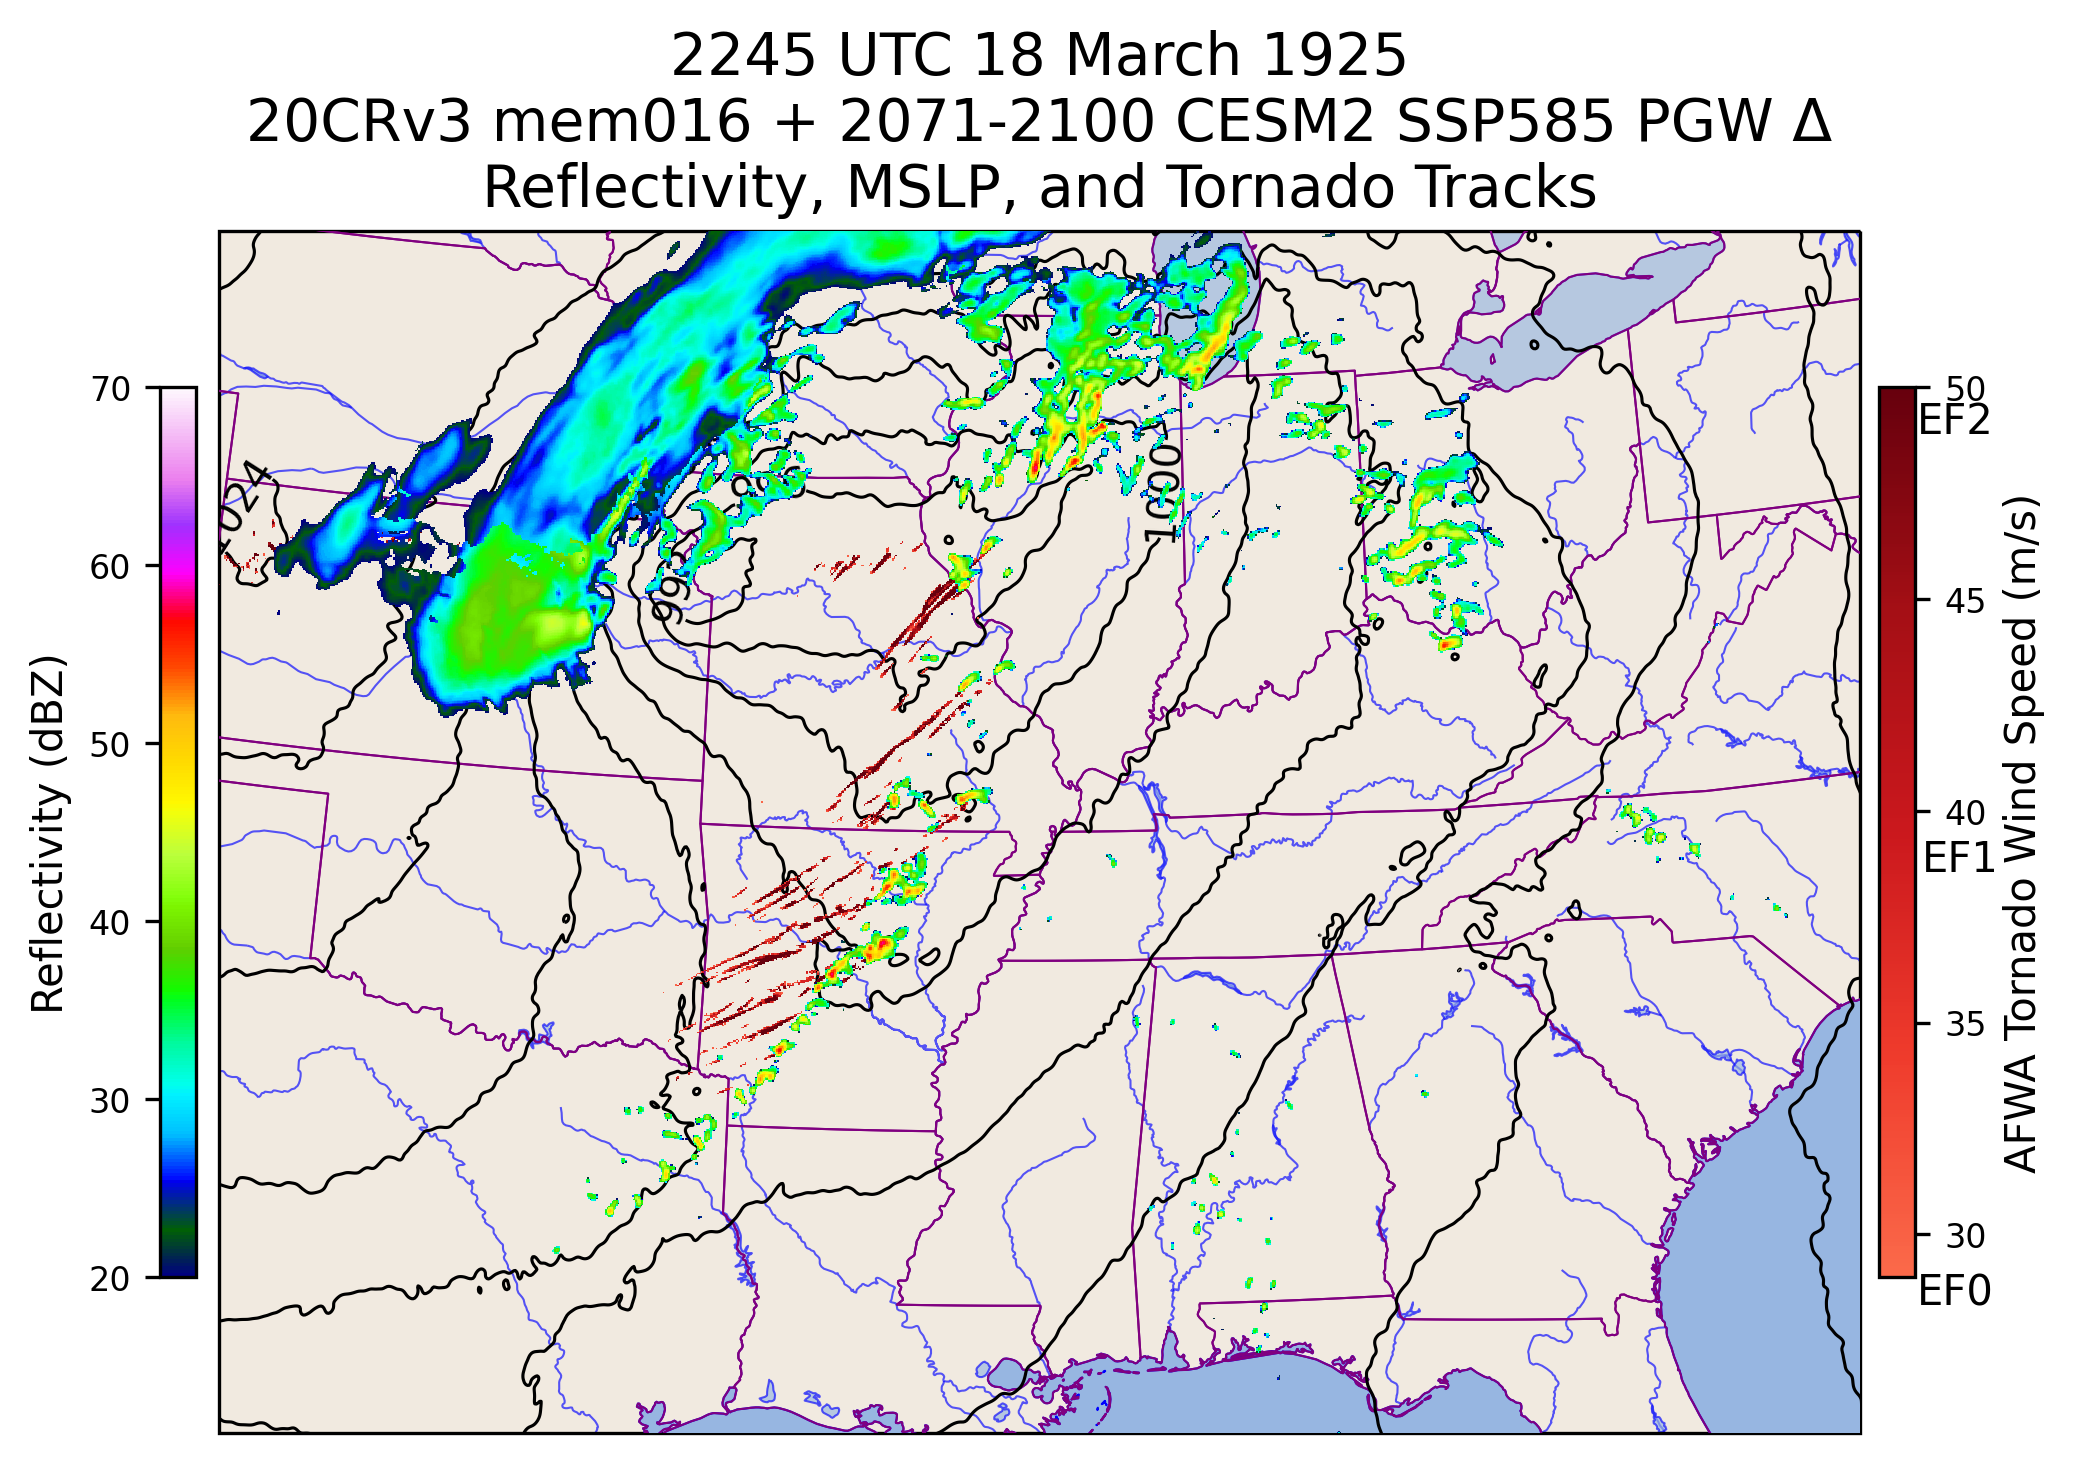 2245 UTC 18 March 1925
20CRv3 mem016 + 2071-2100 CESM2 SSP585 PGW Δ
Reflectivity, MSLP, and Tornado Tracks
70
60
50
40
30
20
Reflectivity (dBZ)
1000
992
50
EF2
45
40
EF1
35
30
EF0
AFWA Tornado Wind Speed (m/s)